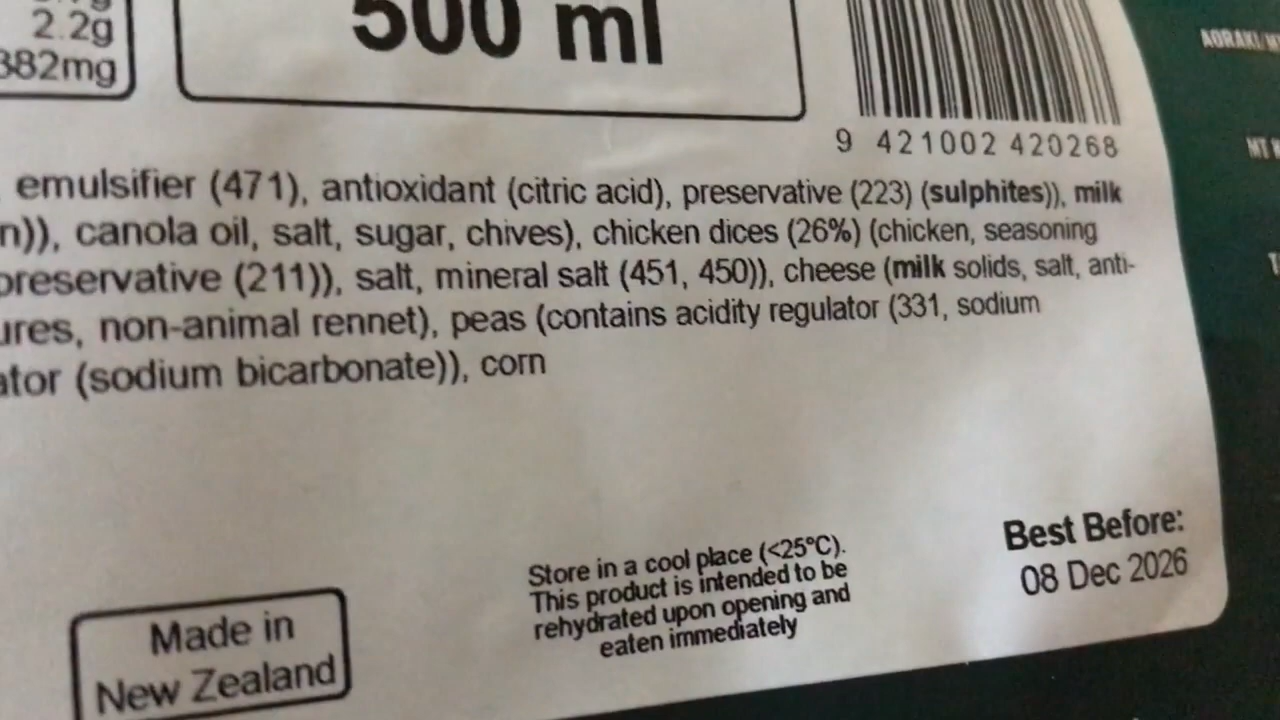 2.2g
382mg
500 ml
9 421002 420268
AORAKI/
MT
emulsifier (471), antioxidant (citric acid), preservative (223) (sulphites)), milk
canola oil, salt, sugar, chives), chicken dices (26%) (chicken, seasoning
preservative (211)), salt, mineral salt (451, 450)), cheese (milk solids, salt, anti-
non-animal rennet), peas (contains acidity regulator (331, sodium
(sodium bicarbonate)), corn
Made in
New Zealand
Store in a cool place (<25°C).
This product is intended to be
rehydrated upon opening and
eaten immediately
Best Before:
08 Dec 2026